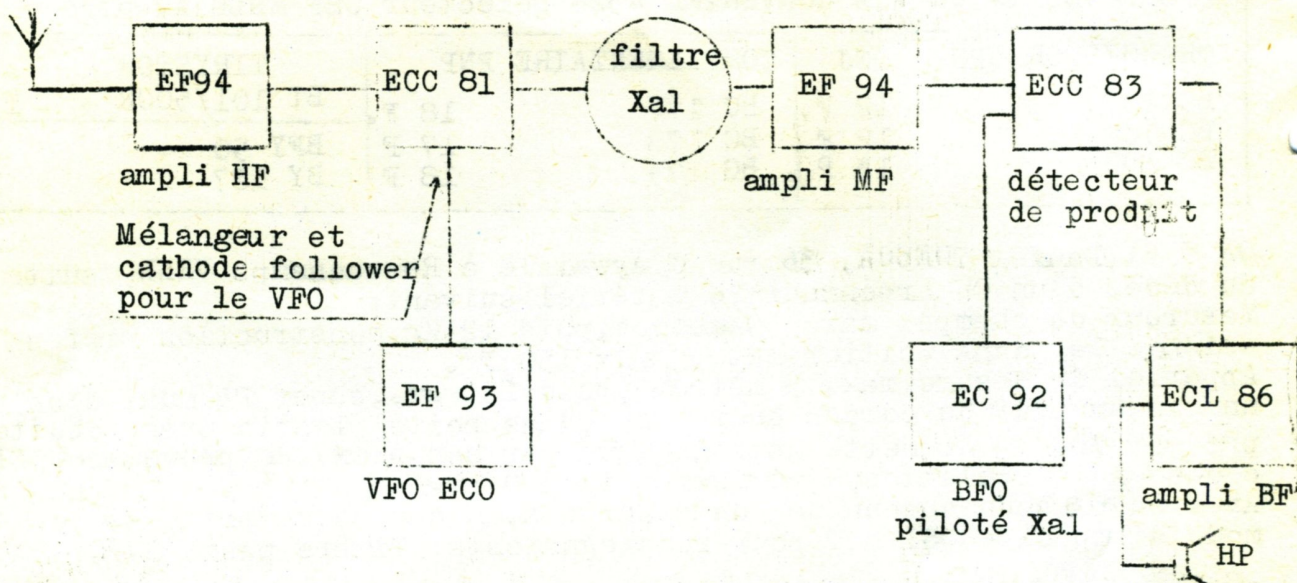 EF94
ECC 81
filtre
Xal
EF 94
ECC 83
ampli HF
ampli MF
détecteur
de produit
Mélangeur et
cathode follower
pour le VFO
EF 93
EC 92
ECL 86
VFO ECO
BFO
piloté Xal
ampli BF
HP